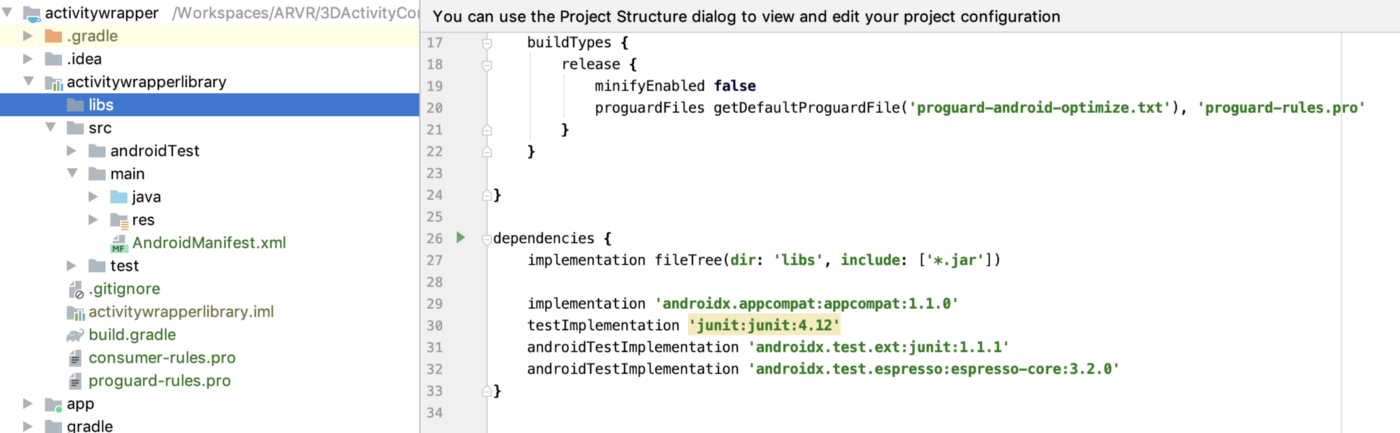 activitywrapper /Workspaces/ARVR/3DActivityCo
.gradle
.idea
activitywrapperlibrary
libs
src
androidTest
main
java
res
MF AndroidManifest.xml
test
.gitignore
activitywrapperlibrary.iml
build.gradle
consumer-rules.pro
proguard-rules.pro
app
gradle
You can use the Project Structure dialog to view and edit your project configuration
17 buildTypes {
18 release {
19 minifyEnabled false
20 proguardFiles getDefaultProguardFile('proguard-android-optimize.txt'), 'proguard-rules.pro'
21 }
22 }
23
24 }
25
26 dependencies {
27 implementation fileTree(dir: 'libs', include: ['*.jar'])
28
29 implementation 'androidx.appcompat:appcompat:1.1.0'
30 testImplementation 'junit:junit:4.12'
31 androidTestImplementation 'androidx.test.ext:junit:1.1.1'
32 androidTestImplementation 'androidx.test.espresso:espresso-core:3.2.0'
33 }
34